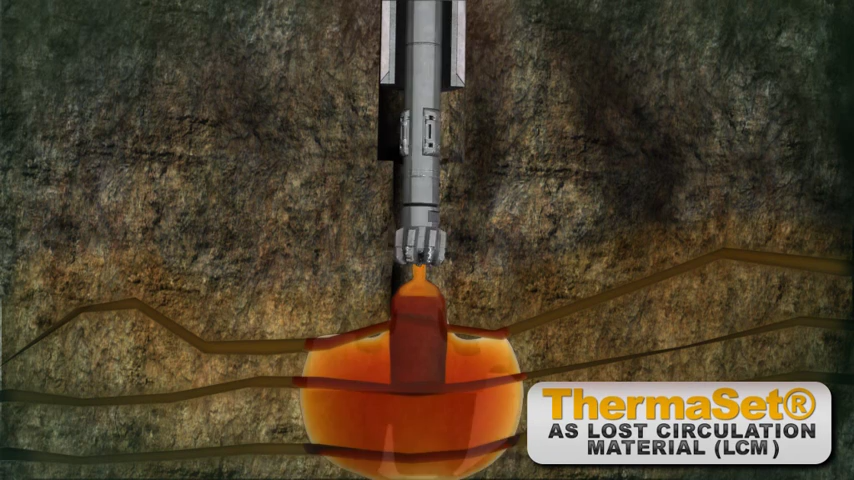 ThermaSet®
AS LOST CIRCULATION
MATERIAL (LCM)